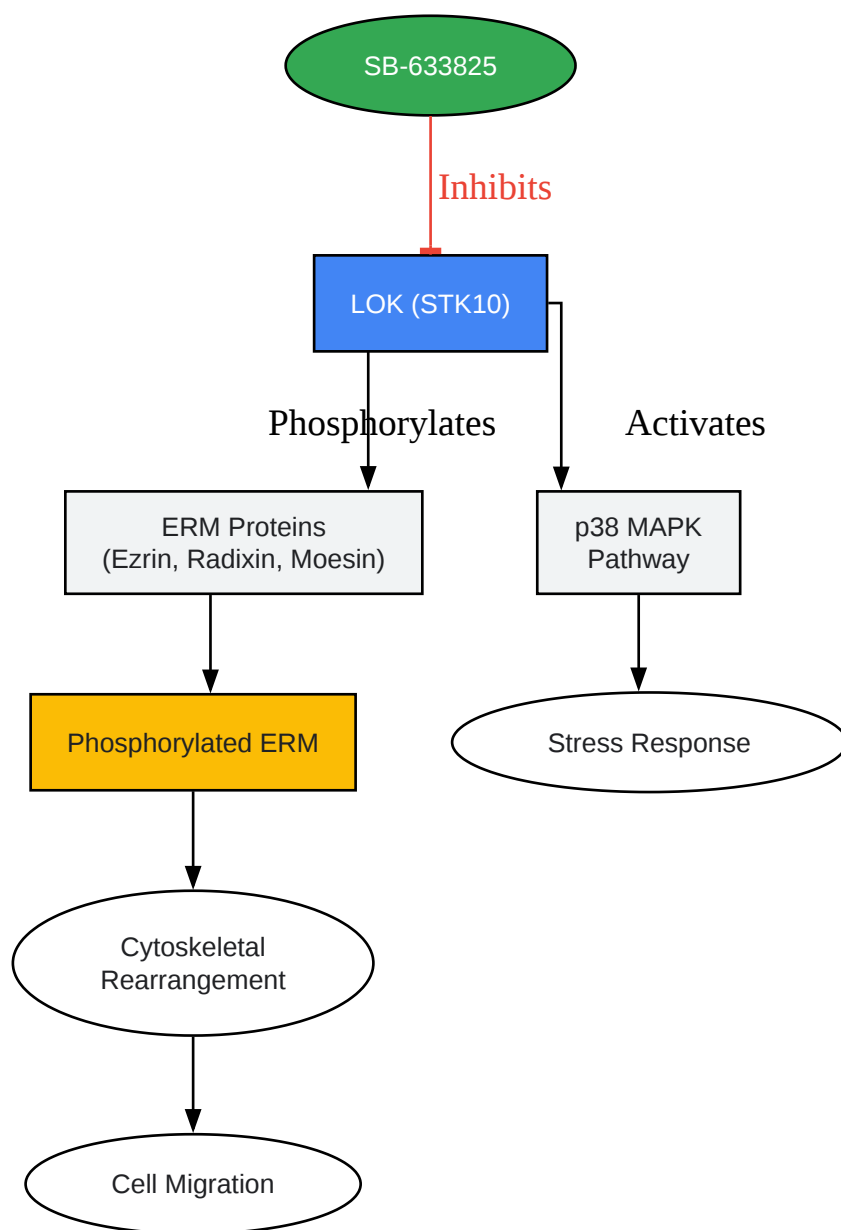 SB-633825
Inhibits
LOK (STK10)
Phosphorylates
Activates
ERM Proteins
(Ezrin, Radixin, Moesin)
p38 MAPK
Pathway
Phosphorylated ERM
Stress Response
Cytoskeletal
Rearrangement
Cell Migration